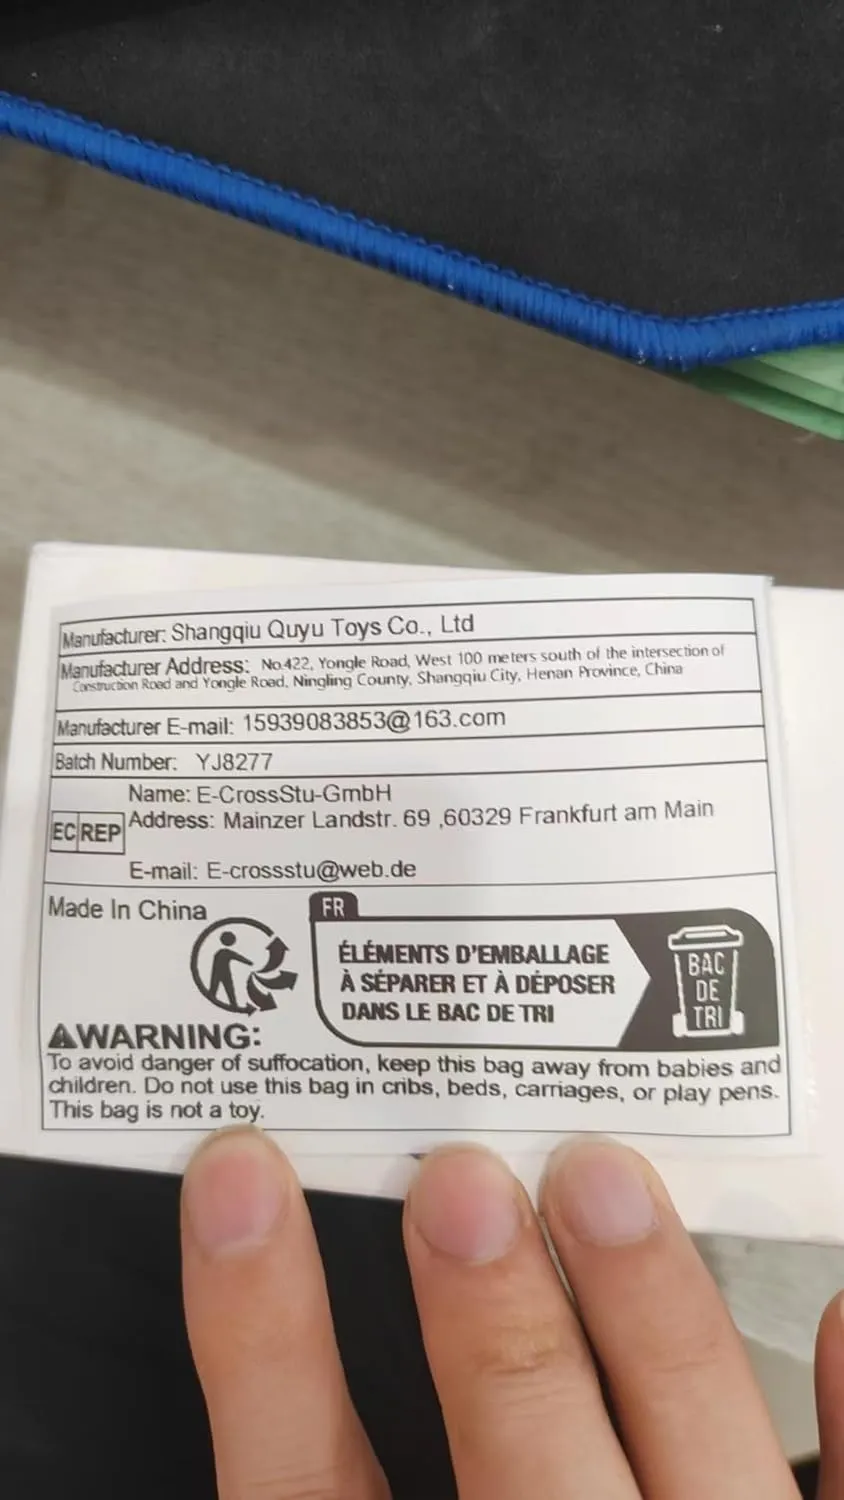 Manufacturer: Shangqiu Quyu Toys Co., Ltd
Manufacturer Address: No.422, Yongle Road, West 100 meters south of the intersection of
Construction Road and Yongle Road, Ningling County, Shangqiu City, Henan Province, China
Manufacturer E-mail: 15939083853@163.com
Batch Number: YJ8277
Name: E-CrossStu-GmbH
EC REP
Address: Mainzer Landstr. 69 ,60329 Frankfurt am Main
E-mail: E-crossstu@web.de
Made In China
FR
ÉLÉMENTS D'EMBALLAGE
À SÉPARER ET À DÉPOSER
DANS LE BAC DE TRI
BAC
DE
TRI
WARNING:
To avoid danger of suffocation, keep this bag away from babies and
children. Do not use this bag in cribs, beds, carriages, or play pens.
This bag is not a toy.